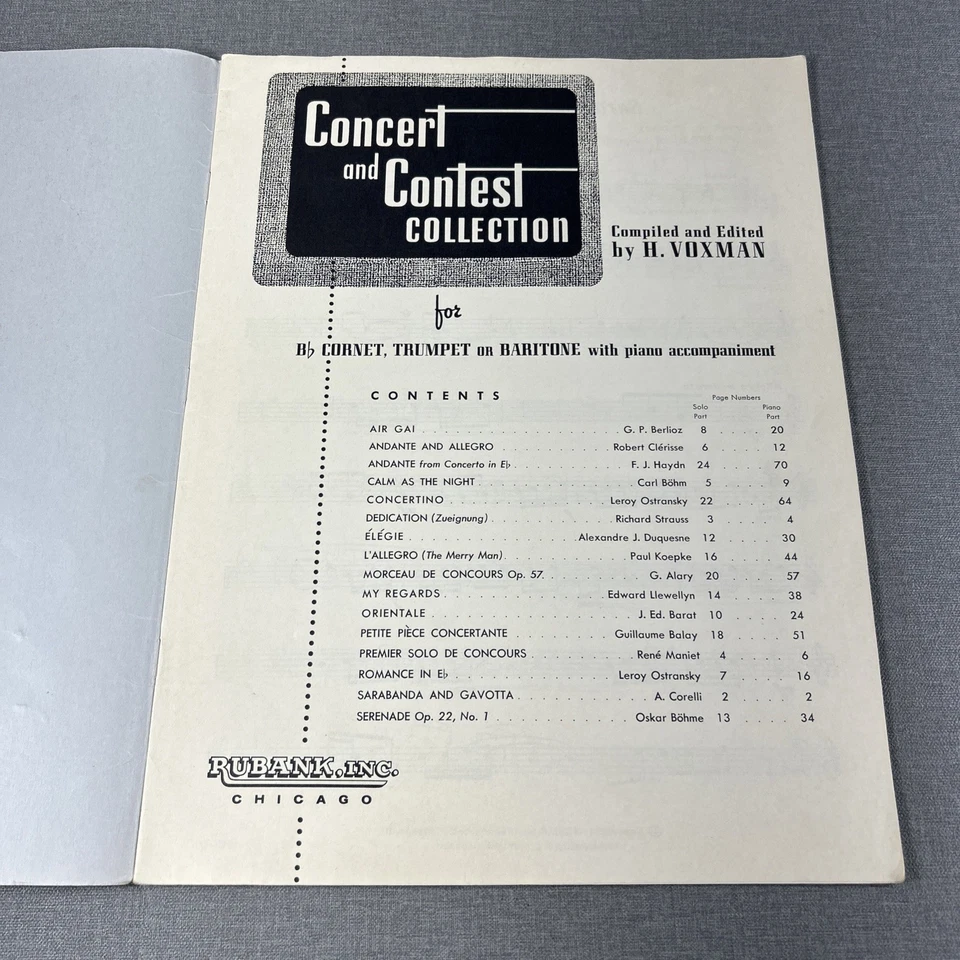 Concert
and Contest
COLLECTION
Compiled and Edited
by H. VOXMAN
for
B♭ CORNET, TRUMPET OR BARITONE with piano accompaniment
CONTENTS
Page Numbers
Solo Part Piano Part
AIR GAI . . . . G. P. Berlioz 8 . . . . 20
ANDANTE AND ALLEGRO . . . . Robert Clérisse 6 . . . . 12
ANDANTE from Concerto in E♭ . . . . F. J. Haydn 24 . . . . 70
CALM AS THE NIGHT . . . . Carl Böhm 5 . . . . 9
CONCERTINO . . . . Leroy Ostransky 22 . . . . 64
DEDICATION (Zueignung) . . . . Richard Strauss 3 . . . . 4
ÉLÉGIE . . . . Alexandre J. Duquesne 12 . . . . 30
L'ALLEGRO (The Merry Man) . . . . Paul Koepke 16 . . . . 44
MORCEAU DE CONCOURS Op. 57 . . . . G. Alary 20 . . . . 57
MY REGARDS . . . . Edward Llewellyn 14 . . . . 38
ORIENTALE . . . . J. Ed. Barat 10 . . . . 24
PETITE PIÈCE CONCERTANTE . . . . Guillaume Balay 18 . . . . 51
PREMIER SOLO DE CONCOURS . . . . René Maniet 4 . . . . 6
ROMANCE IN E♭ . . . . Leroy Ostransky 7 . . . . 16
SARABANDA AND GAVOTTA . . . . A. Corelli 2 . . . . 2
SERENADE Op. 22, No. 1 . . . . Oskar Böhme 13 . . . . 34
RUBANK, INC.
CHICAGO